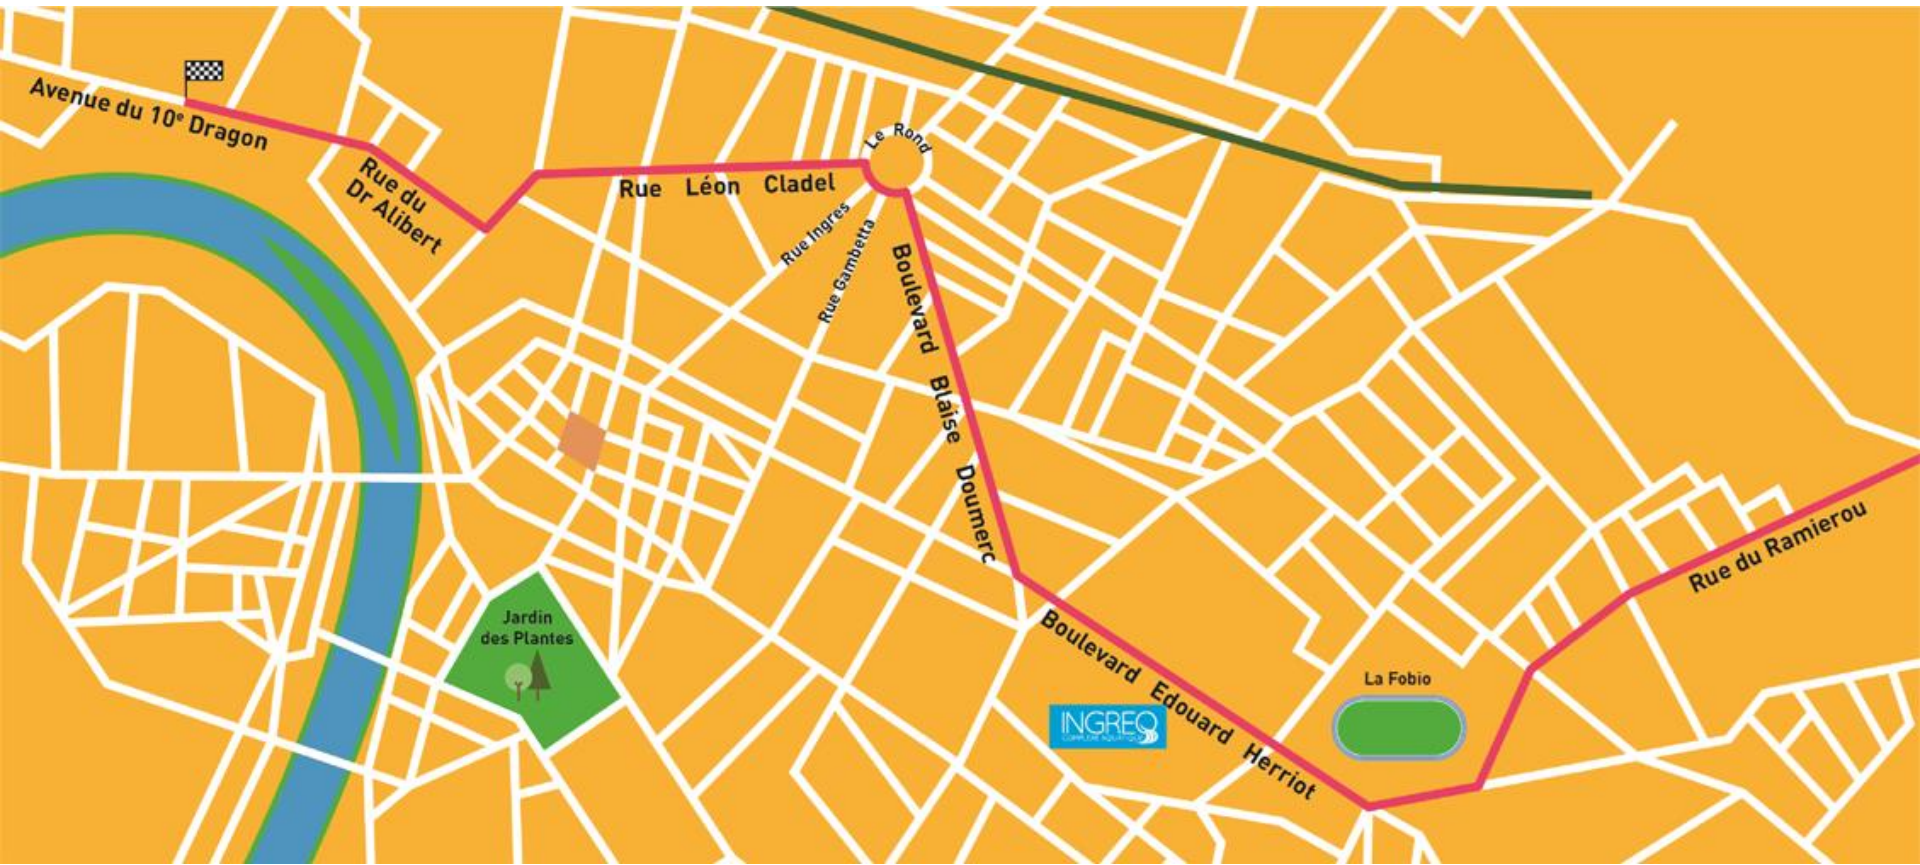 Avenue du 10e Dragon
Rue du
Dr Alibert
Rue Léon Cladel
Le Rond
Rue Ingres
Rue Gambetta
Boulevard Blaise Doumerc
Jardin
des Plantes
Boulevard Edouard Herriot
INGREO
La Fobio
Rue du Ramierou